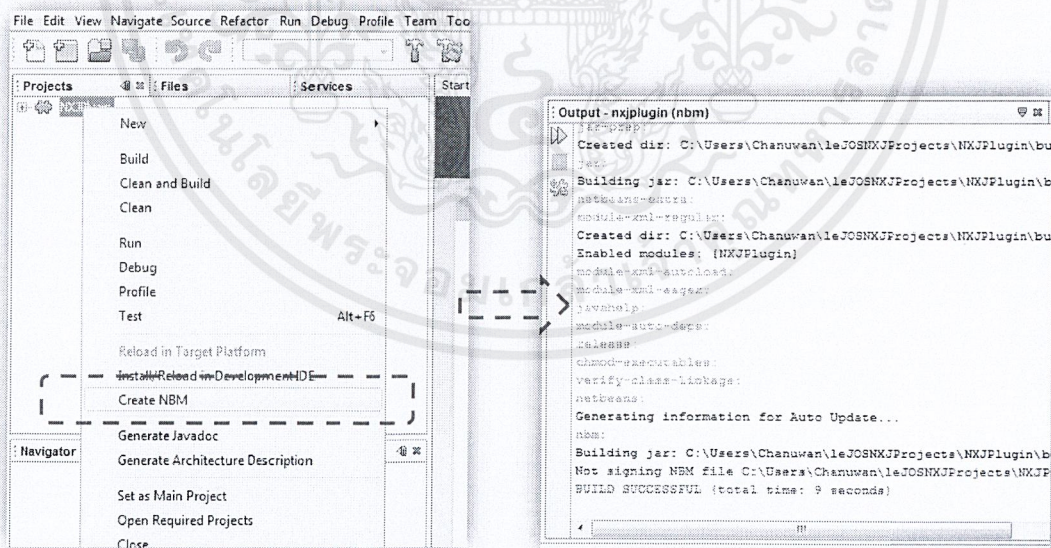 File Edit View Navigate Source Refactor Run Debug Profile Team Too
Projects Files Services Start
New
Build
Clean and Build
Clean
Run
Debug
Profile
Test Alt+F6
Reload in Target Platform
Install/Reload in Development IDE
Create NBM
Generate Javadoc
Navigator
Generate Architecture Description
Set as Main Project
Open Required Projects
Close
Output - nxjplugin (nbm)
jar-prep:
Created dir: C:\Users\Chanuwan\leJOSNXJProjects\NXJPlugin\bu
jar:
Building jar: C:\Users\Chanuwan\leJOSNXJProjects\NXJPlugin\b
netbeans-extra:
module-xml-regular:
Created dir: C:\Users\Chanuwan\leJOSNXJProjects\NXJPlugin\bu
Enabled modules: [NXJPlugin]
module-xml-autoload:
module-xml-eager:
javahelp:
module-auto-deps:
release:
chmod-executables:
verify-class-linkage:
netbeans:
Generating information for Auto Update...
nbm:
Building jar: C:\Users\Chanuwan\leJOSNXJProjects\NXJPlugin\b
Not signing NBM file C:\Users\Chanuwan\leJOSNXJProjects\NXJP
BUILD SUCCESSFUL (total time: 9 seconds)